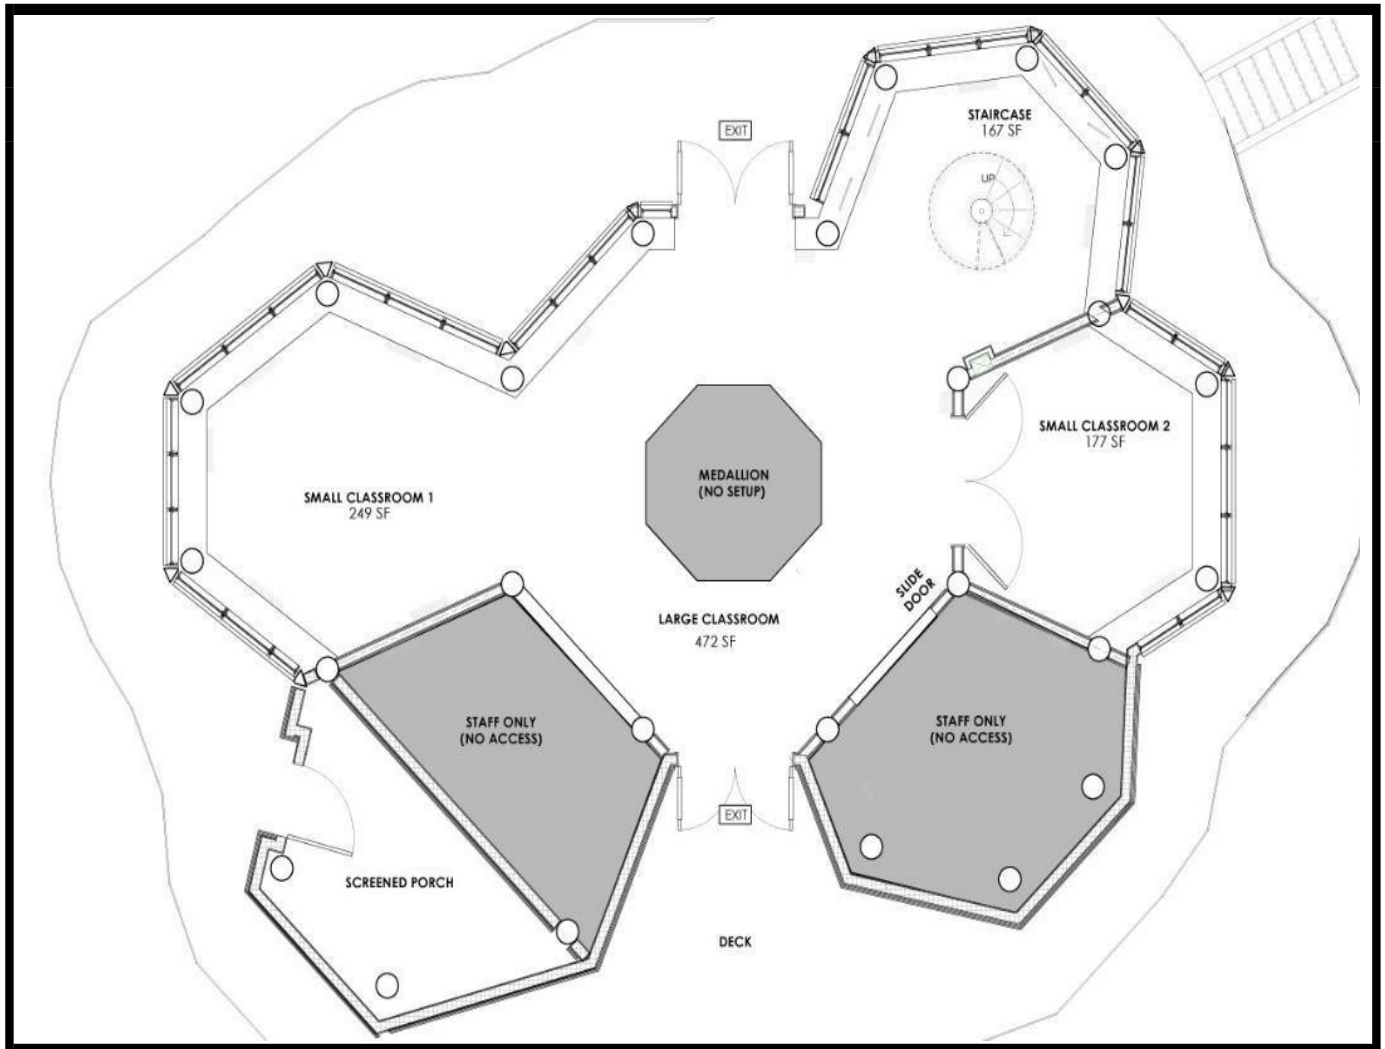 EXIT
STAIRCASE
167 SF
UP
SMALL CLASSROOM 2
177 SF
MEDALLION
(NO SETUP)
SMALL CLASSROOM 1
249 SF
SLIDE
DOOR
LARGE CLASSROOM
472 SF
STAFF ONLY
(NO ACCESS)
STAFF ONLY
(NO ACCESS)
EXIT
SCREENED PORCH
DECK